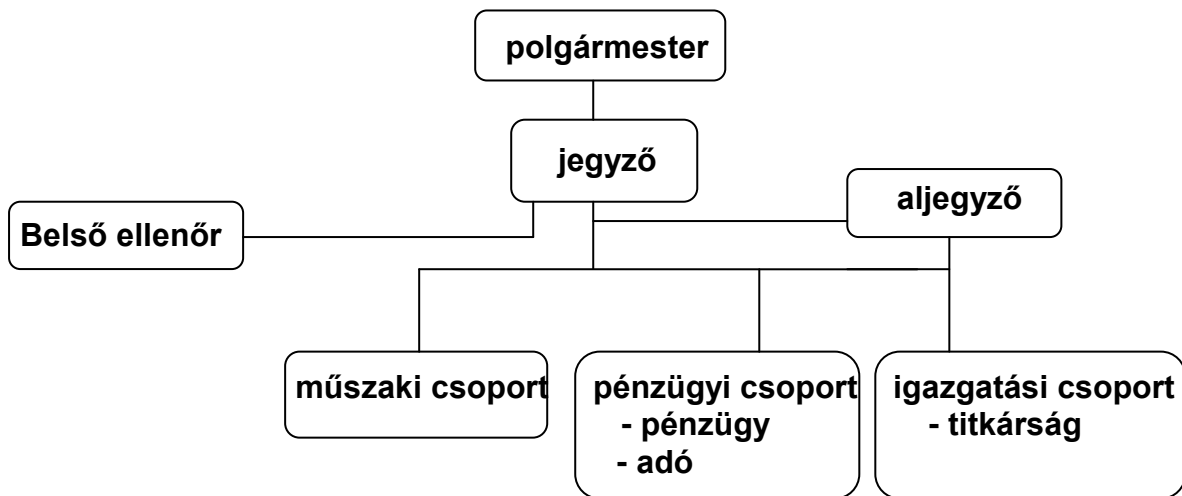 polgármester
jegyző
aljegyző
Belső ellenőr
műszaki csoport
pénzügyi csoport
- pénzügy
- adó
igazgatási csoport
- titkárság